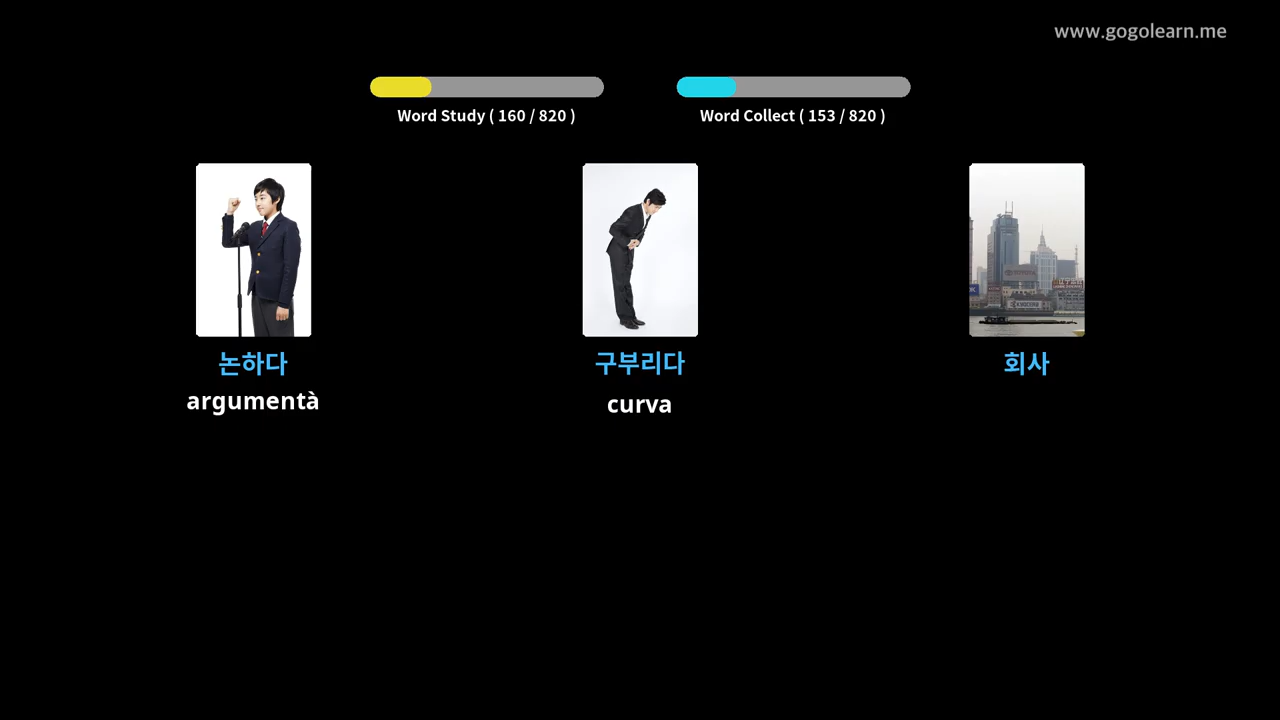 www.gogolearn.me
Word Study ( 160 / 820 )
Word Collect ( 153 / 820 )
논하다
구부리다
회사
argumentà
curva
TOYOTA